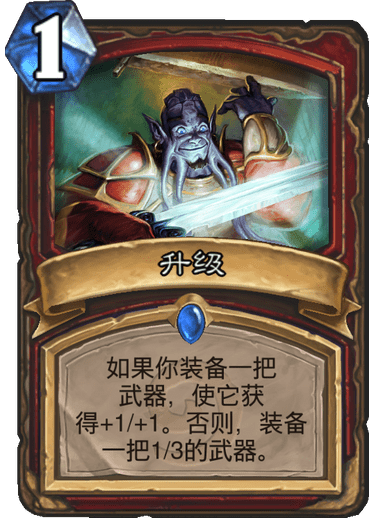 1
升级
如果你装备一把
武器，使它获
得+1/+1。否则，装备
一把1/3的武器。